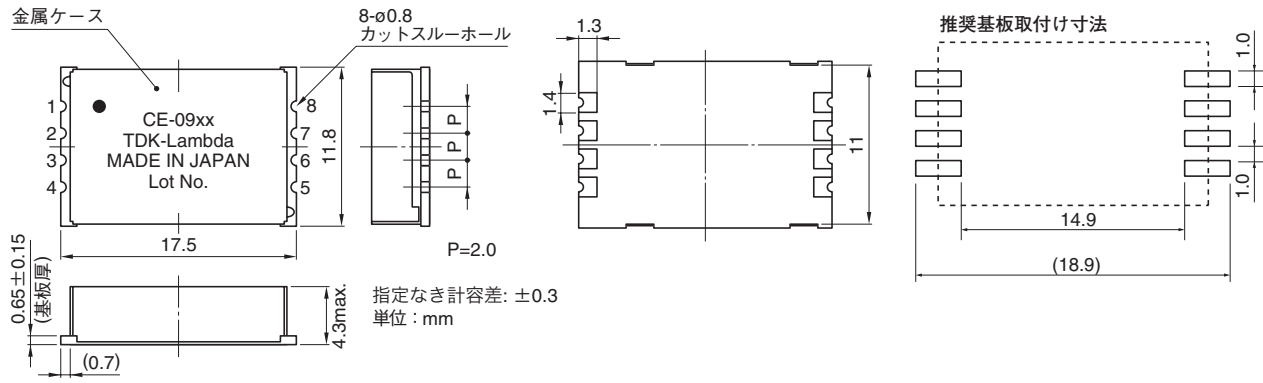 金属ケース
8-ø0.8
カットスルーホール
1
2
3
4
CE-09xx
TDK-Lambda
MADE IN JAPAN
Lot No.
8
7
6
5
11.8
17.5
P
P
P
P=2.0
1.3
1.4
11
推奨基板取付け寸法
1.0
1.0
14.9
(18.9)
0.65±0.15
(基板厚)
(0.7)
4.3max.
指定なき計容差: ±0.3
単位：mm